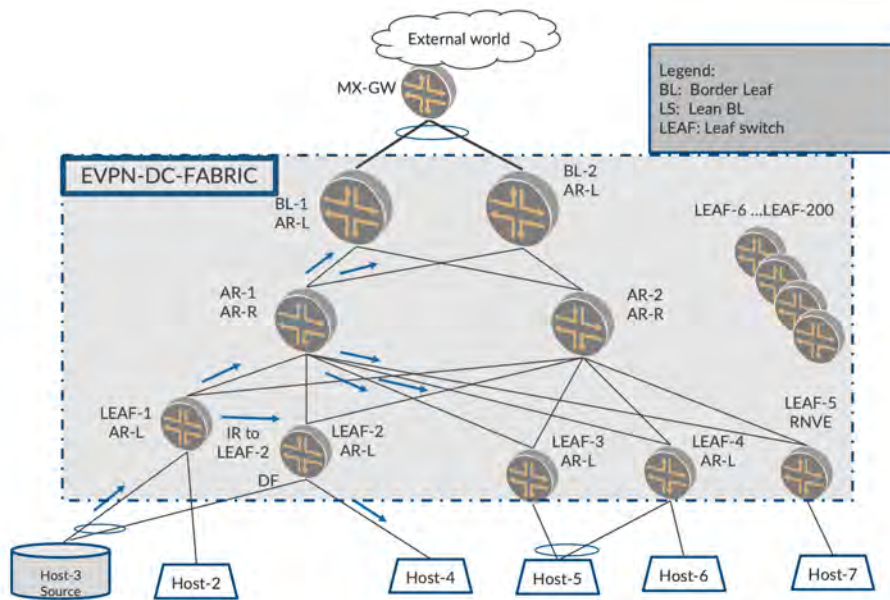 External world
MX-GW
Legend:
BL: Border Leaf
LS: Lean BL
LEAF: Leaf switch
EVPN-DC-FABRIC
BL-1
AR-L
BL-2
AR-L
LEAF-6 ...LEAF-200
AR-1
AR-R
AR-2
AR-R
LEAF-1
AR-L
IR to
LEAF-2
LEAF-2
AR-L
DF
LEAF-3
AR-L
LEAF-4
AR-L
LEAF-5
RNVE
Host-3
Source
Host-2
Host-4
Host-5
Host-6
Host-7